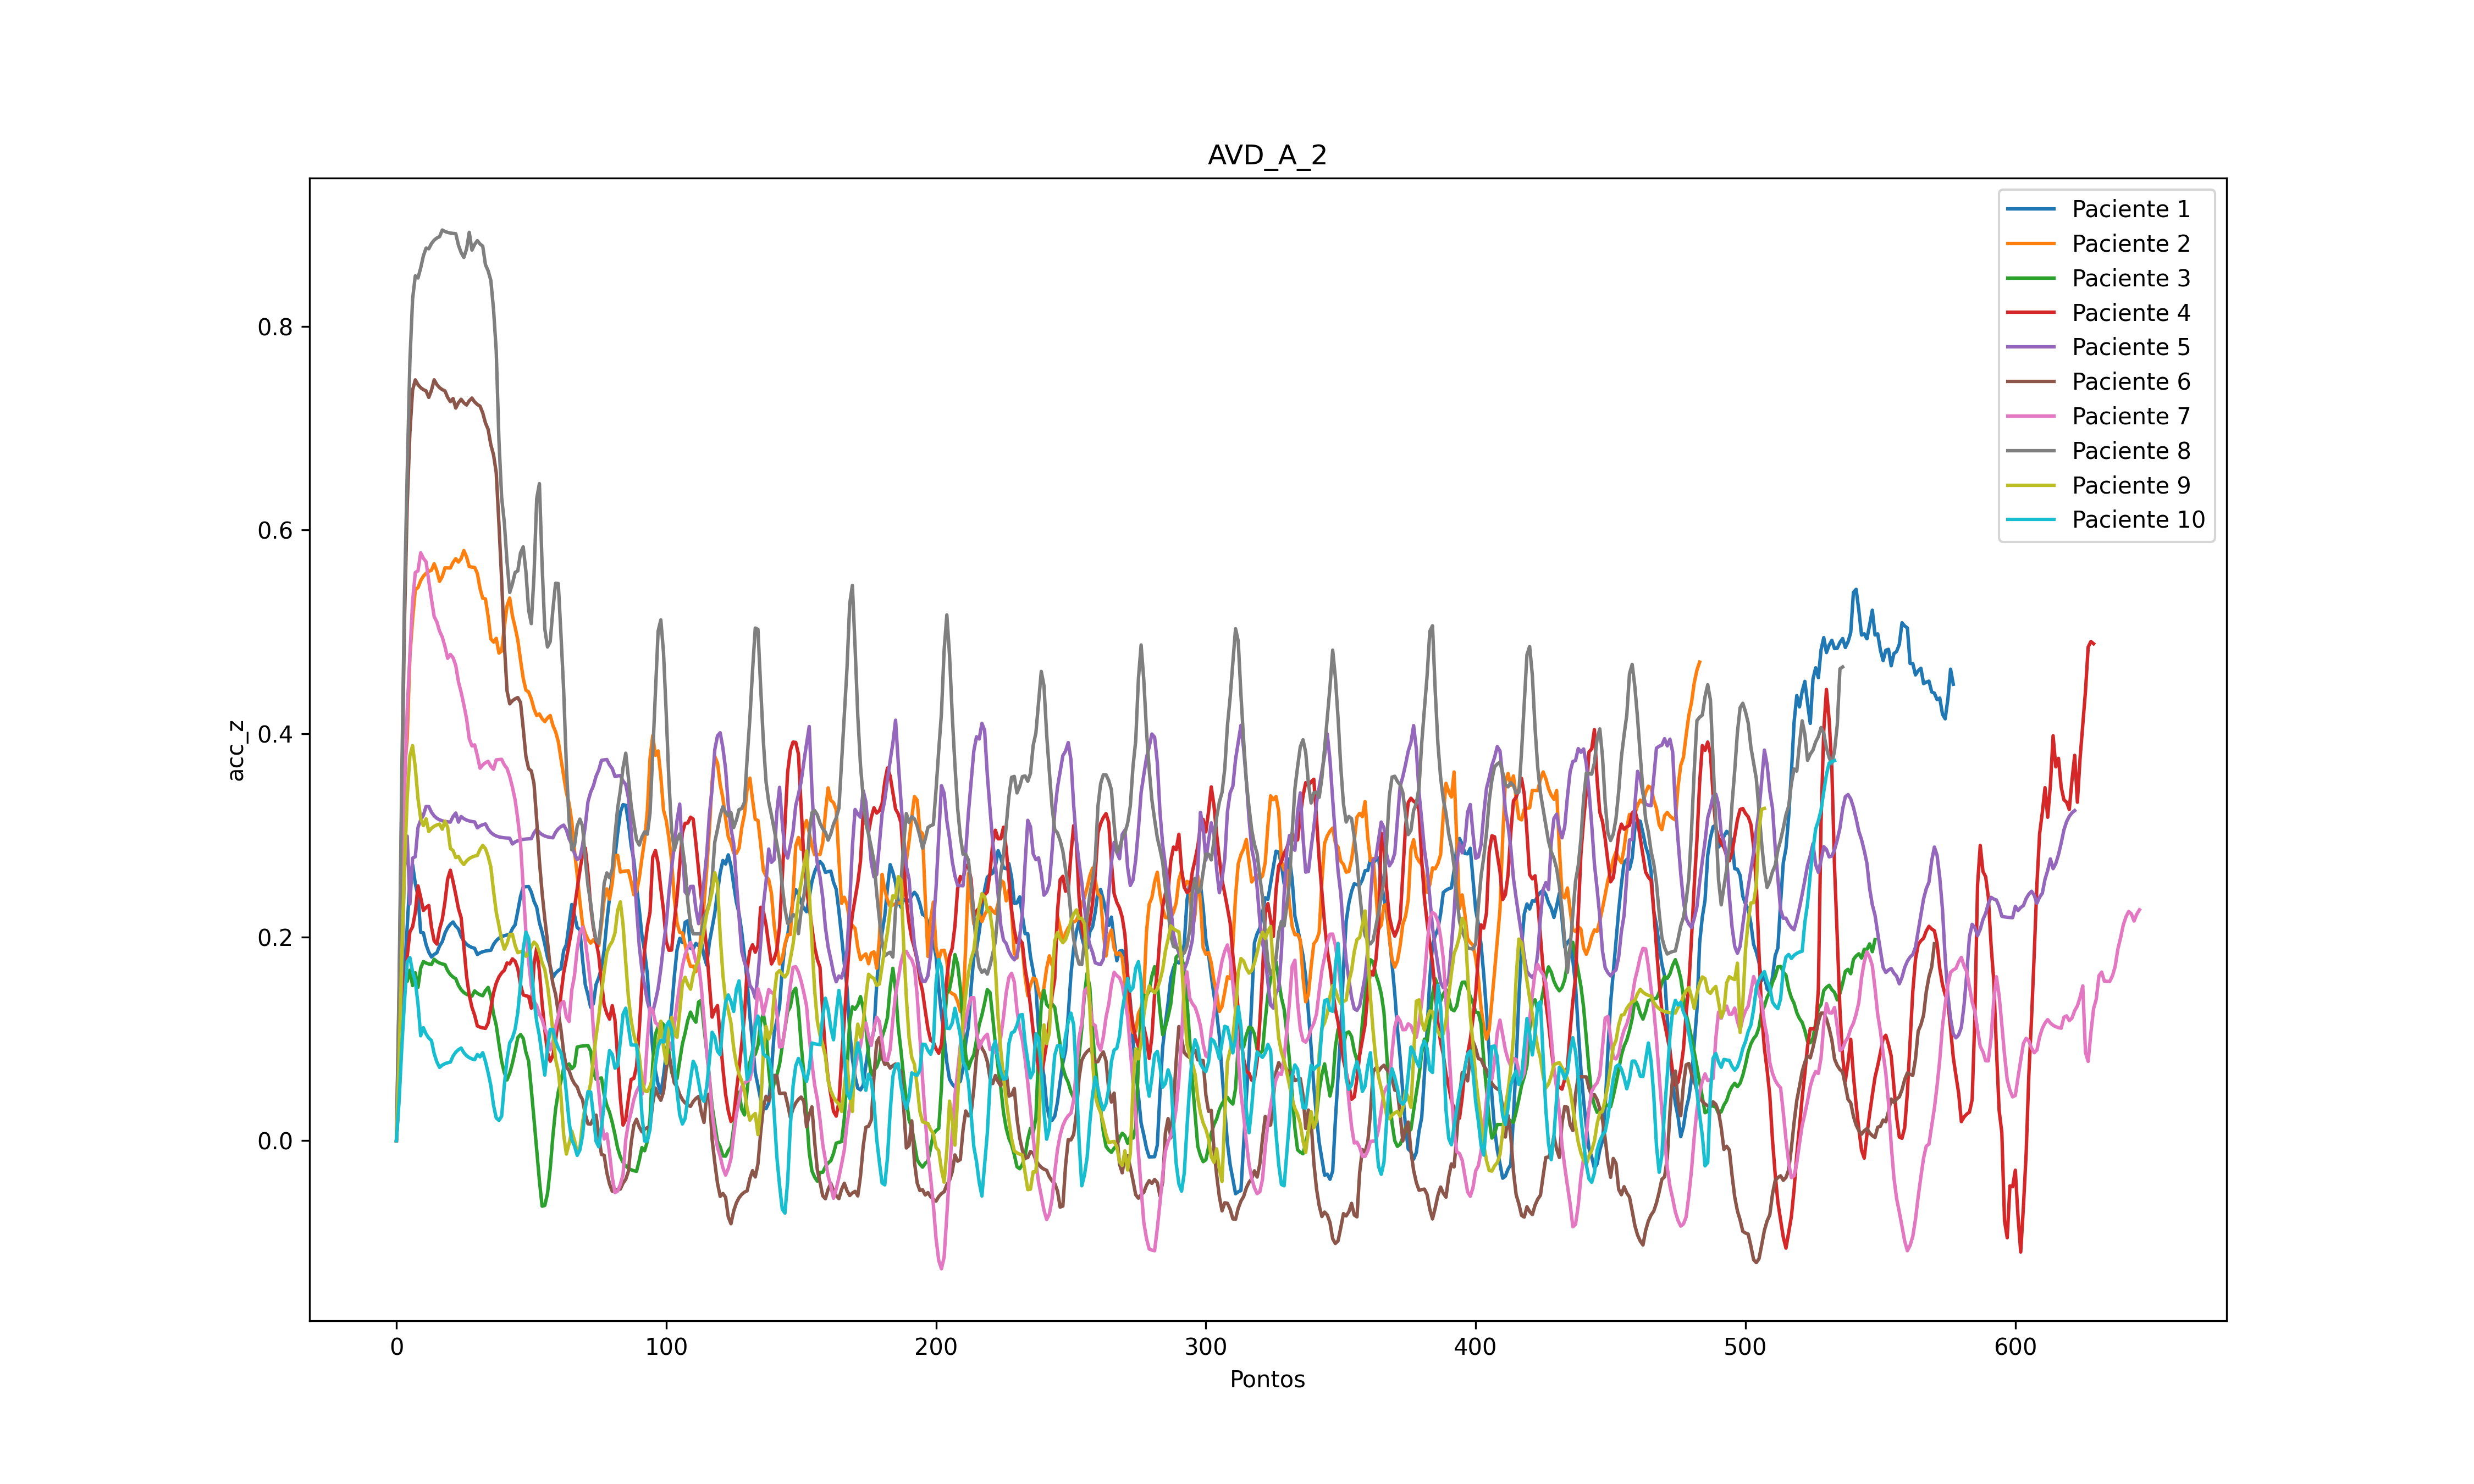 AVD_A_2
Paciente 1
Paciente 2
Paciente 3
Paciente 4
Paciente 5
Paciente 6
Paciente 7
Paciente 8
Paciente 9
Paciente 10
acc_z
0.8
0.6
0.4
0.2
0.0
0 100 200 300 400 500 600
Pontos